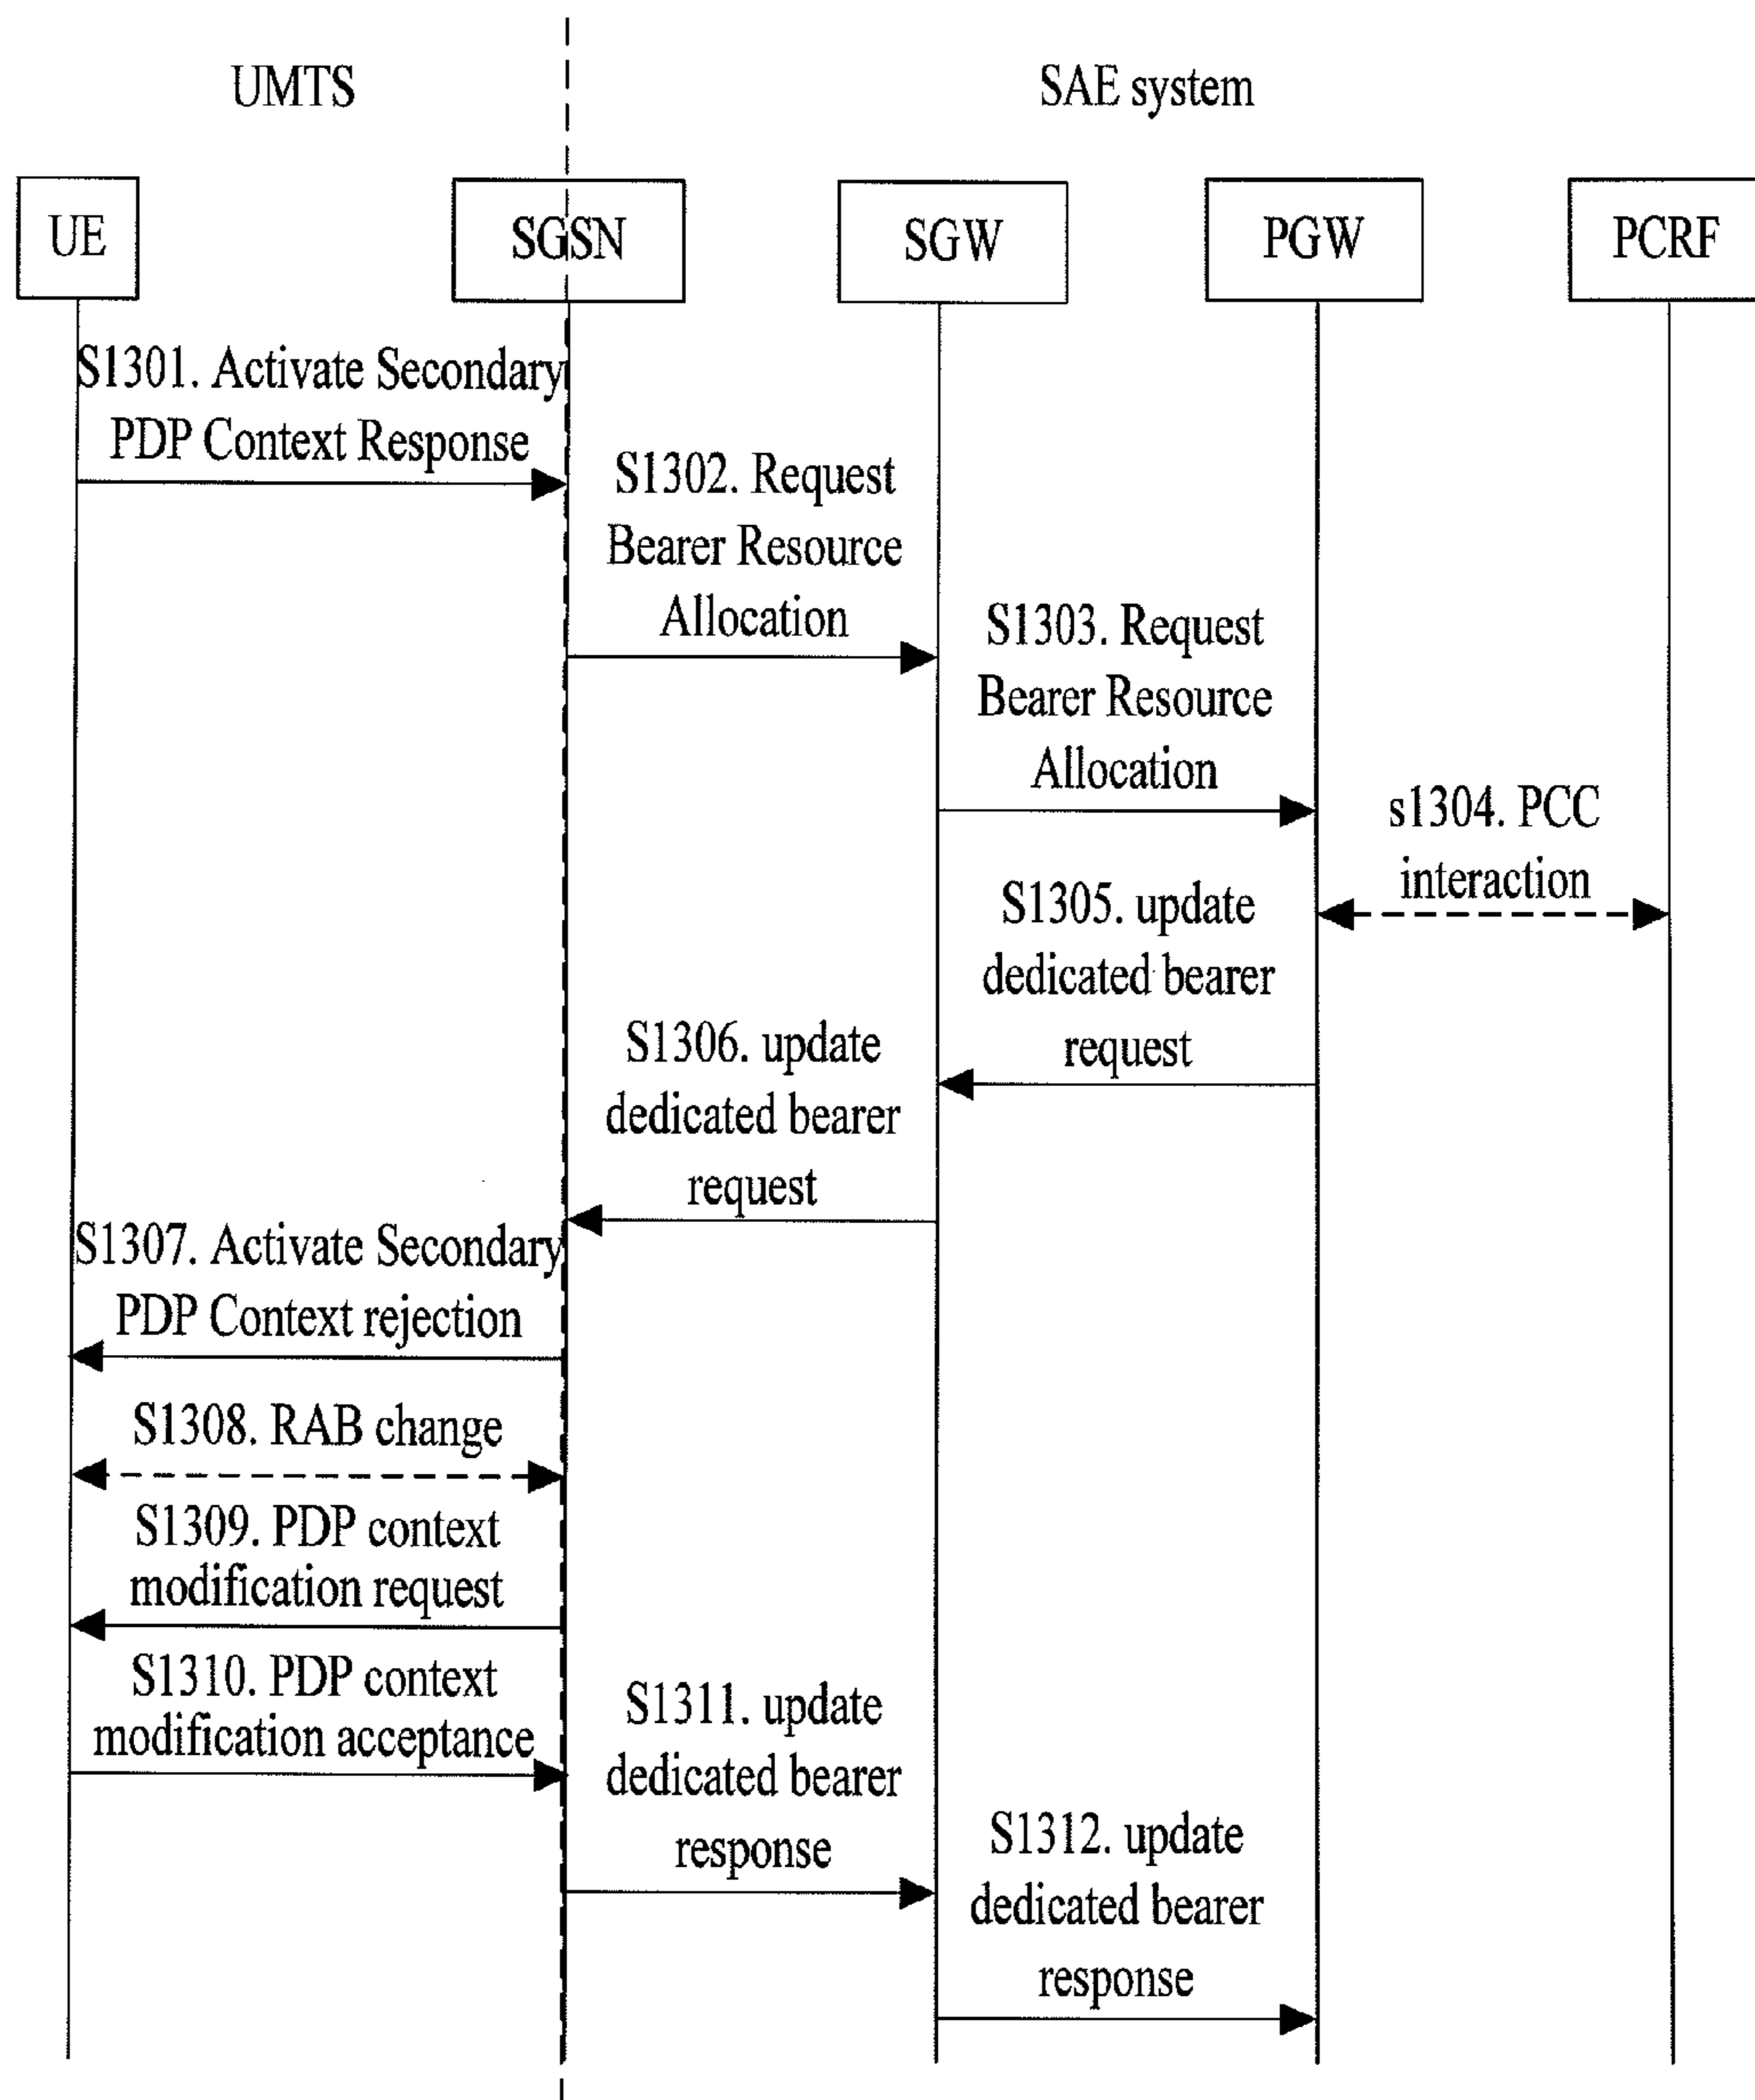 UMTS
SAE system
UE
SGSN
SGW
PGW
PCRF
S1301. Activate Secondary
PDP Context Response
S1302. Request
Bearer Resource
Allocation
S1303. Request
Bearer Resource
Allocation
s1304. PCC
interaction
S1305. update
dedicated bearer
request
S1306. update
dedicated bearer
request
S1307. Activate Secondary
PDP Context rejection
S1308. RAB change
S1309. PDP context
modification request
S1310. PDP context
modification acceptance
S1311. update
dedicated bearer
response
S1312. update
dedicated bearer
response